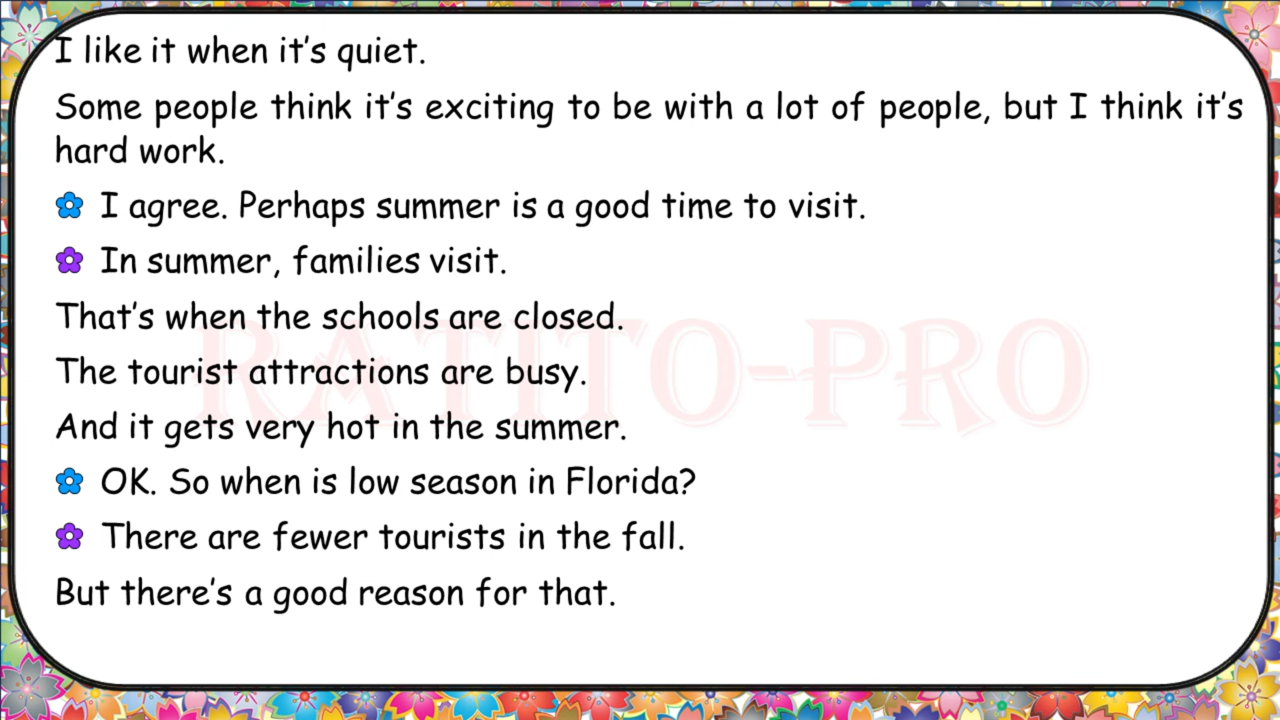 I like it when it's quiet.
Some people think it's exciting to be with a lot of people, but I think it's
hard work.
I agree. Perhaps summer is a good time to visit.
In summer, families visit.
That's when the schools are closed.
The tourist attractions are busy.
And it gets very hot in the summer.
OK. So when is low season in Florida?
There are fewer tourists in the fall.
But there's a good reason for that.
RATITO-PRO